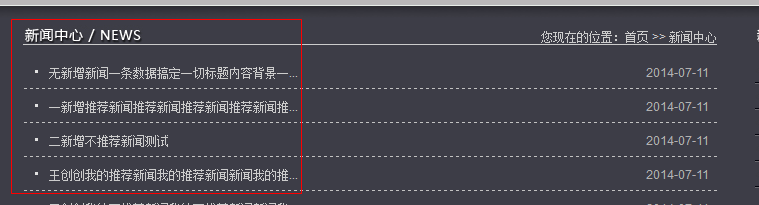 新闻中心 / NEWS
您现在的位置：首页 >> 新闻中心
无新增新闻一条数据搞定一切标题内容背景一... 2014-07-11
一新增推荐新闻推荐新闻推荐新闻推荐新闻推... 2014-07-11
二新增不推荐新闻测试 2014-07-11
王创创我的推荐新闻我的推荐新闻新闻我的推... 2014-07-11